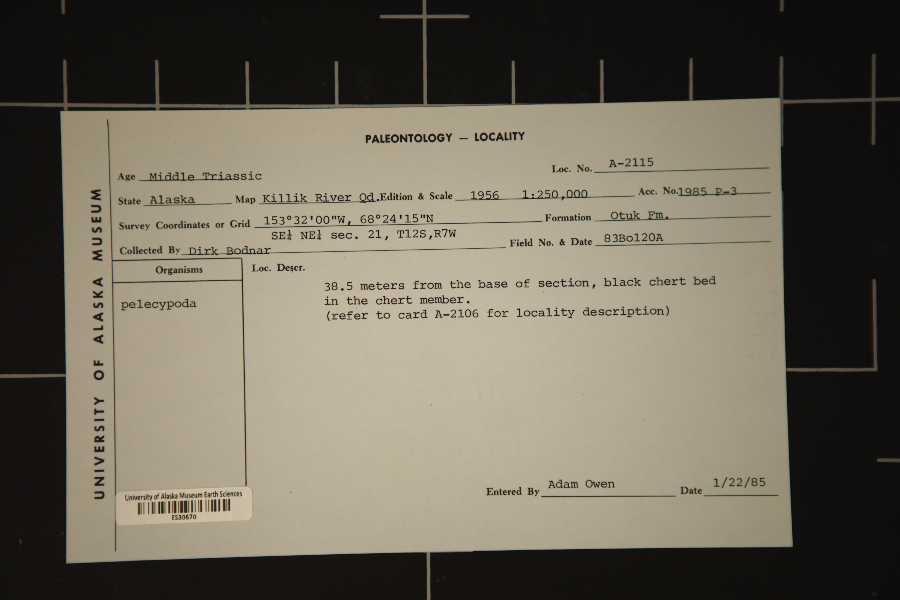 PALEONTOLOGY — LOCALITY
Age Middle Triassic Loc. No. A-2115
State Alaska Map Killik River Qd. Edition & Scale 1956 1:250,000 Acc. No. 1985 P-3
Survey Coordinates or Grid 153°32'00"W, 68°24'15"N Formation Otuk Fm.
SE¼ NE¼ sec. 21, T12S,R7W
Collected By Dirk Bodnar Field No. & Date 83Bo120A
Organisms Loc. Descr.
pelecypoda
38.5 meters from the base of section, black chert bed
in the chert member.
(refer to card A-2106 for locality description)
Entered By Adam Owen Date 1/22/85
UNIVERSITY OF ALASKA MUSEUM
University of Alaska Museum Earth Sciences
ES30670